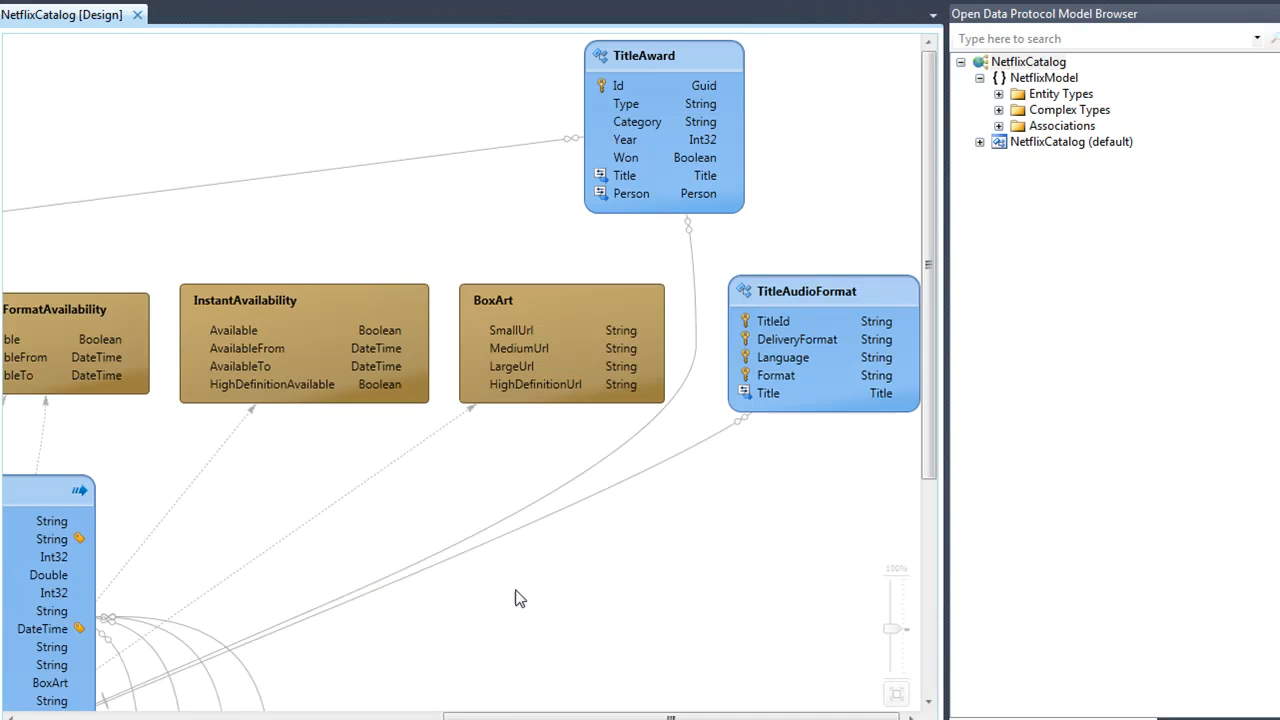 NetflixCatalog [Design]
Open Data Protocol Model Browser
Type here to search
NetflixCatalog
NetflixModel
Entity Types
Complex Types
Associations
NetflixCatalog (default)
TitleAward
Id Guid
Type String
Category String
Year Int32
Won Boolean
Title Title
Person Person
FormatAvailability
ble Boolean
bleFrom DateTime
bleTo DateTime
InstantAvailability
Available Boolean
AvailableFrom DateTime
AvailableTo DateTime
HighDefinitionAvailable Boolean
BoxArt
SmallUrl String
MediumUrl String
LargeUrl String
HighDefinitionUrl String
TitleAudioFormat
TitleId String
DeliveryFormat String
Language String
Format String
Title Title
String
String
Int32
Double
Int32
String
DateTime
String
String
BoxArt
String
100%